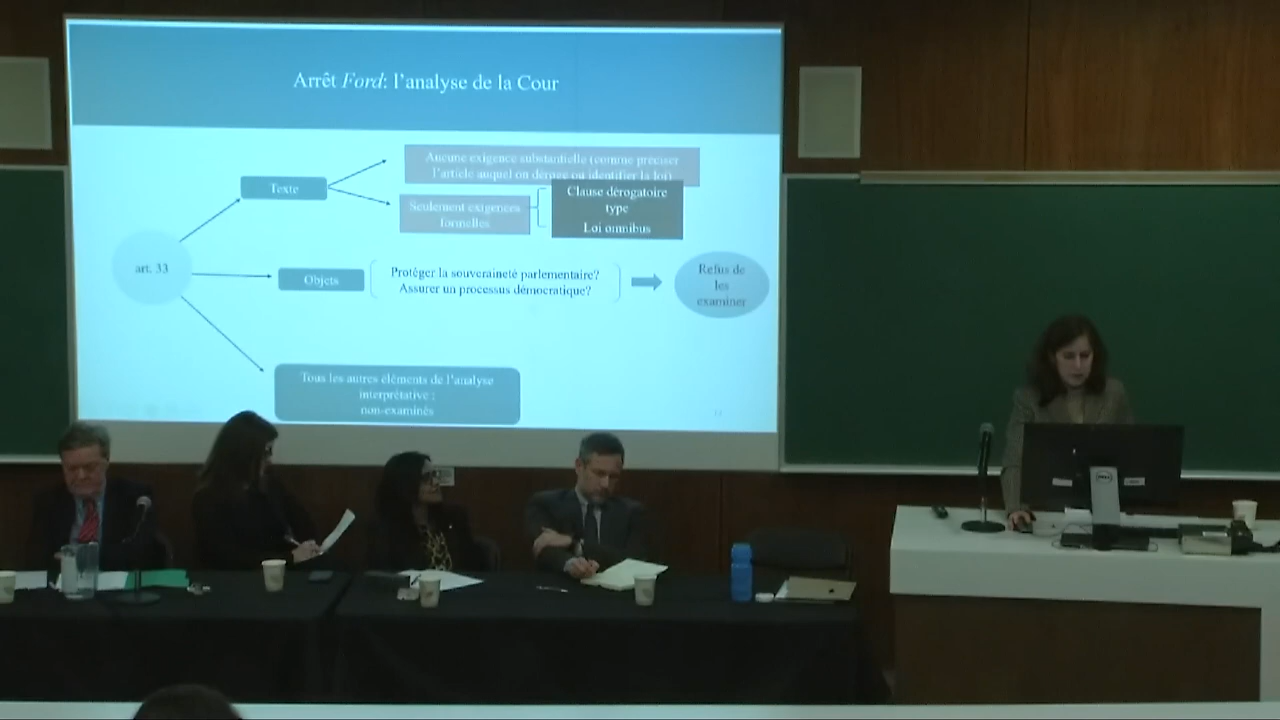 Arrêt Ford: l'analyse de la Cour
Aucune exigence substantielle (comme préciser
l'article auquel on déroge ou identifier la loi)
Texte
Seulement exigences
formelles
Clause dérogatoire
type
Loi omnibus
art. 33
Objets
Protéger la souveraineté parlementaire?
Assurer un processus démocratique?
Refus de
les
examiner
Tous les autres éléments de l'analyse
interprétative :
non-examinés
DELL